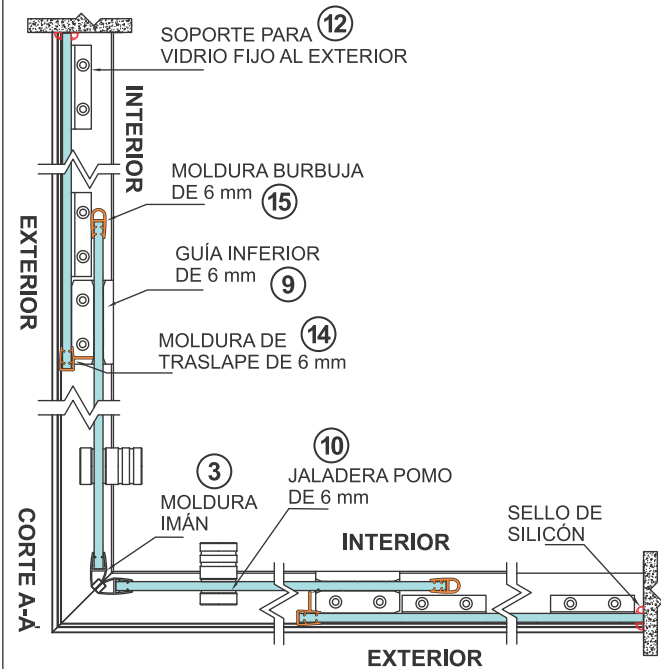 SOPORTE PARA 12
VIDRIO FIJO AL EXTERIOR
INTERIOR
MOLDURA BURBUJA
DE 6 mm 15
EXTERIOR
GUÍA INFERIOR
DE 6 mm 9
MOLDURA DE 14
TRASLAPE DE 6 mm
10
3
JALADERA POMO
DE 6 mm
MOLDURA
IMÁN
SELLO DE
SILICÓN
INTERIOR
CORTE A-A'
EXTERIOR